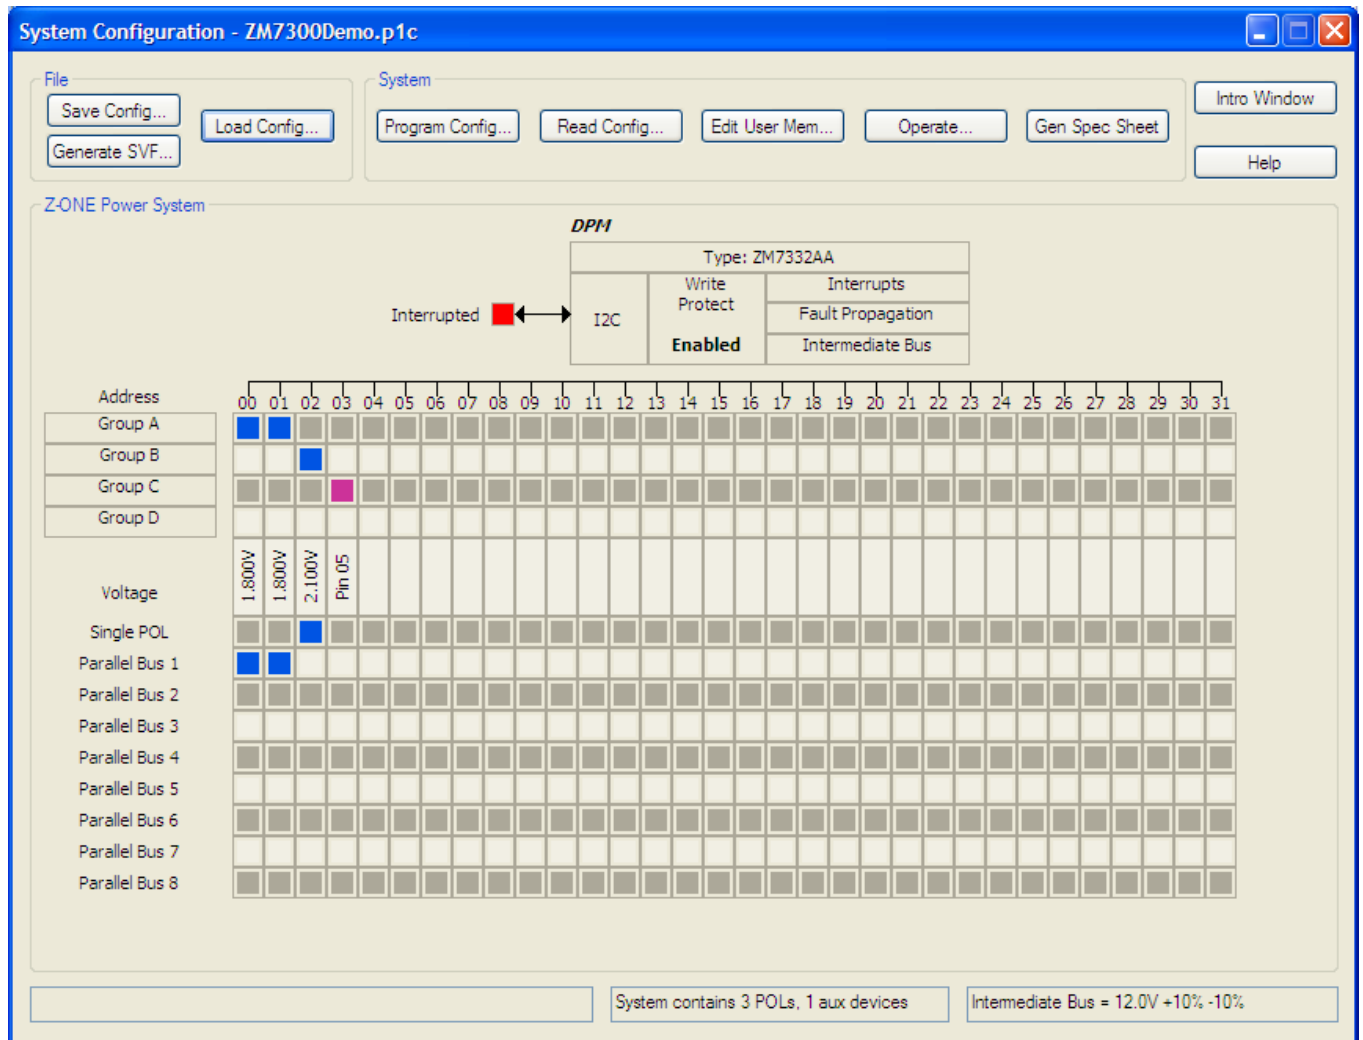 System Configuration - ZM7300Demo.p1c
File
System
Save Config...
Load Config...
Generate SVF...
Program Config...
Read Config...
Edit User Mem...
Operate...
Gen Spec Sheet
Intro Window
Help
Z-ONE Power System
DPM
Type: ZM7332AA
Interrupted
I2C
Write
Protect
Enabled
Interrupts
Fault Propagation
Intermediate Bus
Address 00 01 02 03 04 05 06 07 08 09 10 11 12 13 14 15 16 17 18 19 20 21 22 23 24 25 26 27 28 29 30 31
Group A
Group B
Group C
Group D
Voltage 1.800V 1.800V 2.100V Pin 05
Single POL
Parallel Bus 1
Parallel Bus 2
Parallel Bus 3
Parallel Bus 4
Parallel Bus 5
Parallel Bus 6
Parallel Bus 7
Parallel Bus 8
System contains 3 POLs, 1 aux devices
Intermediate Bus = 12.0V +10% -10%